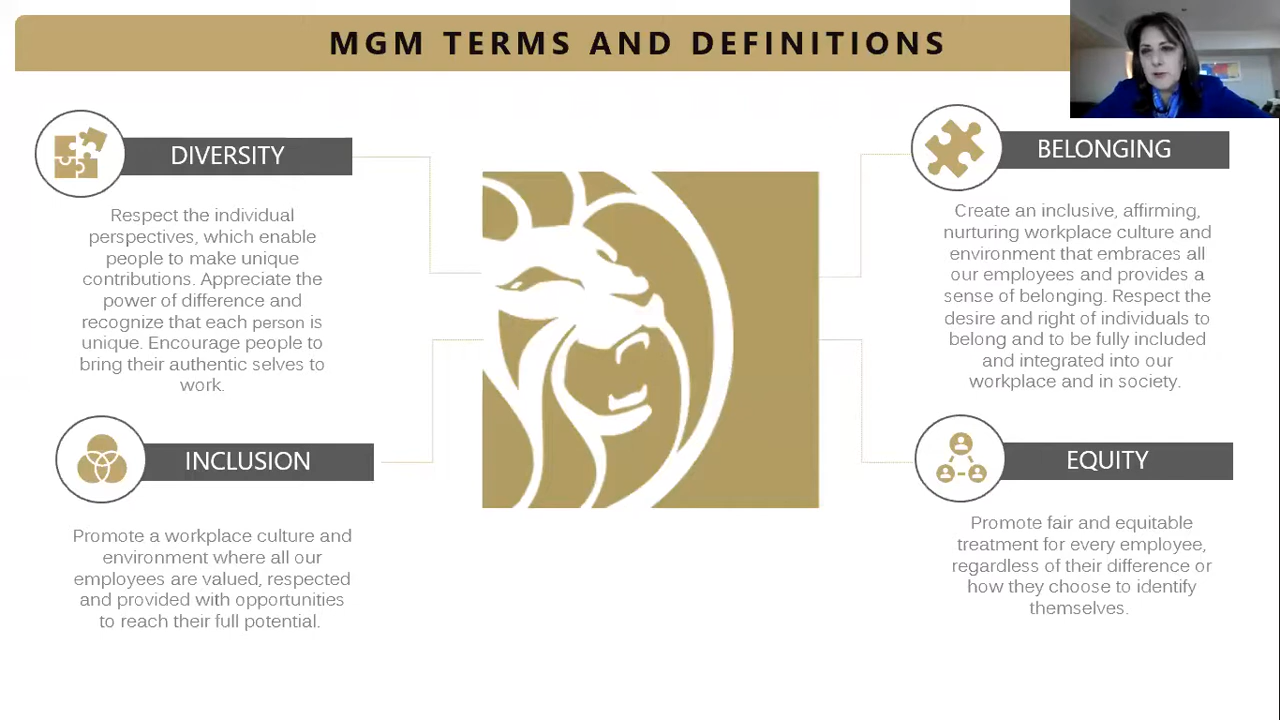 MGM TERMS AND DEFINITIONS
DIVERSITY
Respect the individual
perspectives, which enable
people to make unique
contributions. Appreciate the
power of difference and
recognize that each person is
unique. Encourage people to
bring their authentic selves to
work.
INCLUSION
Promote a workplace culture and
environment where all our
employees are valued, respected
and provided with opportunities
to reach their full potential.
BELONGING
Create an inclusive, affirming,
nurturing workplace culture and
environment that embraces all
our employees and provides a
sense of belonging. Respect the
desire and right of individuals to
belong and to be fully included
and integrated into our
workplace and in society.
EQUITY
Promote fair and equitable
treatment for every employee,
regardless of their difference or
how they choose to identify
themselves.